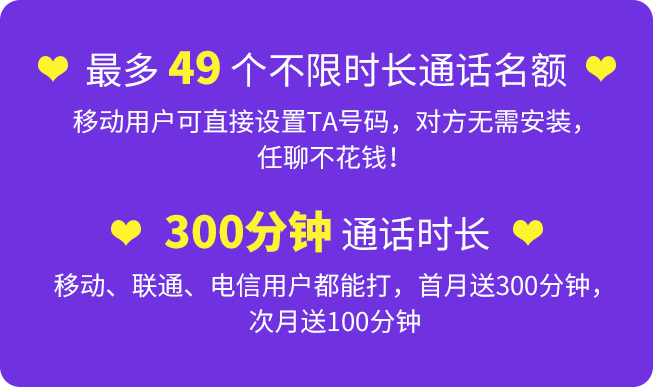 最多 49 个不限时长通话名额
移动用户可直接设置TA号码，对方无需安装，
任聊不花钱！
300分钟 通话时长
移动、联通、电信用户都能打，首月送300分钟，
次月送100分钟